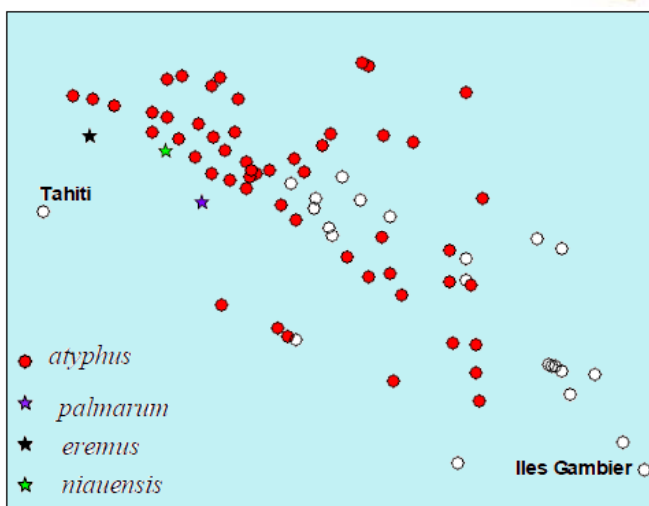 Tahiti
atyphus
palmarum
eremus
niauensis
Iles Gambier